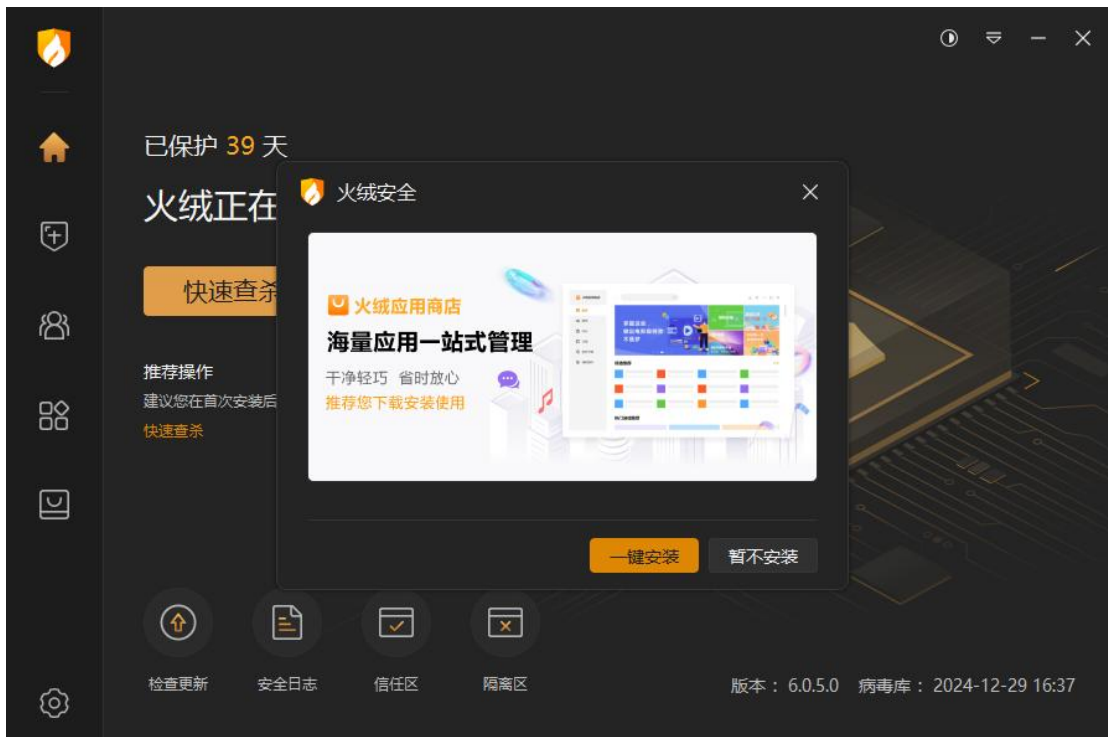 已保护 39 天
火绒正在
快速查杀
推荐操作
建议您在首次安装后
快速查杀
火绒安全
火绒应用商店
海量应用一站式管理
干净轻巧 省时放心
推荐您下载安装使用
一键安装
暂不安装
检查更新
安全日志
信任区
隔离区
版本： 6.0.5.0 病毒库： 2024-12-29 16:37